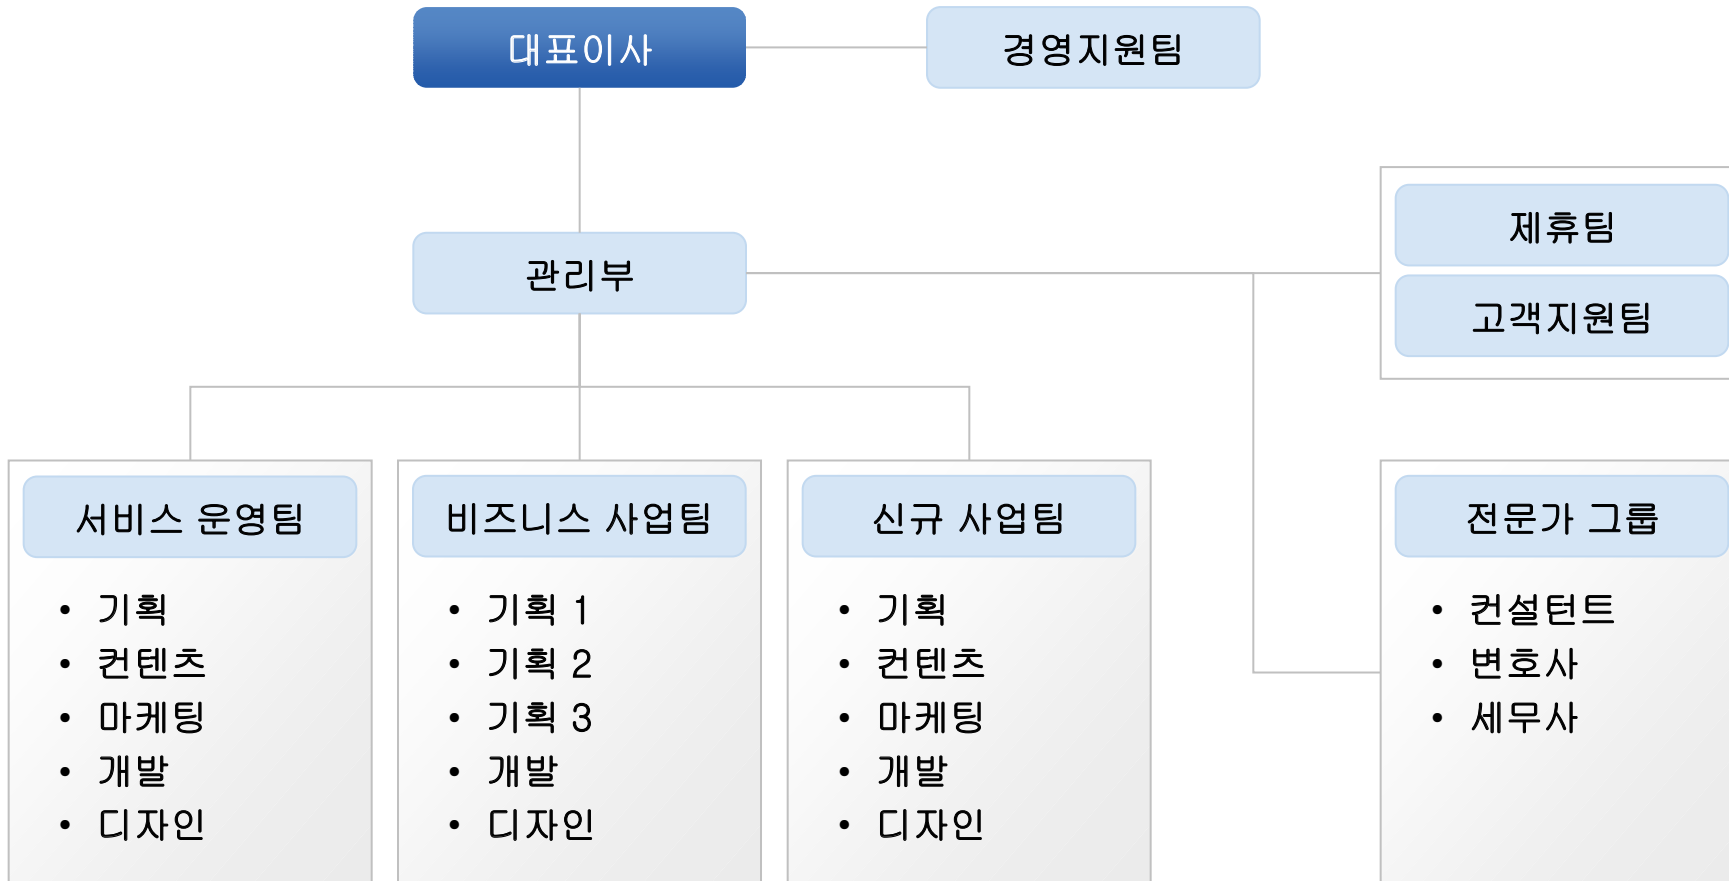 대표이사
경영지원팀
관리부
제휴팀
고객지원팀
서비스 운영팀
• 기획
• 컨텐츠
• 마케팅
• 개발
• 디자인
비즈니스 사업팀
• 기획 1
• 기획 2
• 기획 3
• 개발
• 디자인
신규 사업팀
• 기획
• 컨텐츠
• 마케팅
• 개발
• 디자인
전문가 그룹
• 컨설턴트
• 변호사
• 세무사